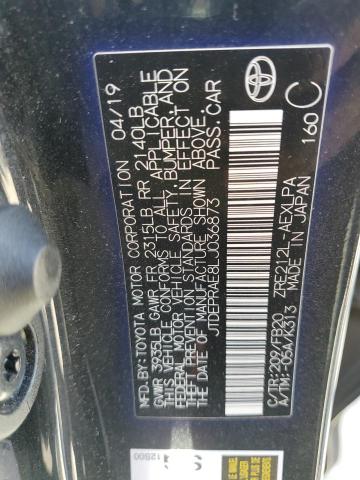 MFD.BY:TOYOTA MOTOR CORPORATION 04/19
GVWR 3935LB GAWR FR 2315LB RR 2140LB
THIS VEHICLE CONFORMS TO ALL APPLICABLE
FEDERAL MOTOR VEHICLE SAFETY,BUMPER,AND
THEFT PREVENTION STANDARDS IN EFFECT ON
THE DATE OF MANUFACTURE SHOWN ABOVE.
JTDEPRAE8LJ036873 PASS.CAR
C/TR:209/FB20 ZRE212L-AEXLPA
A/TM:-05A/K313 MADE IN JAPAN
160 C
TOYOTA
12800